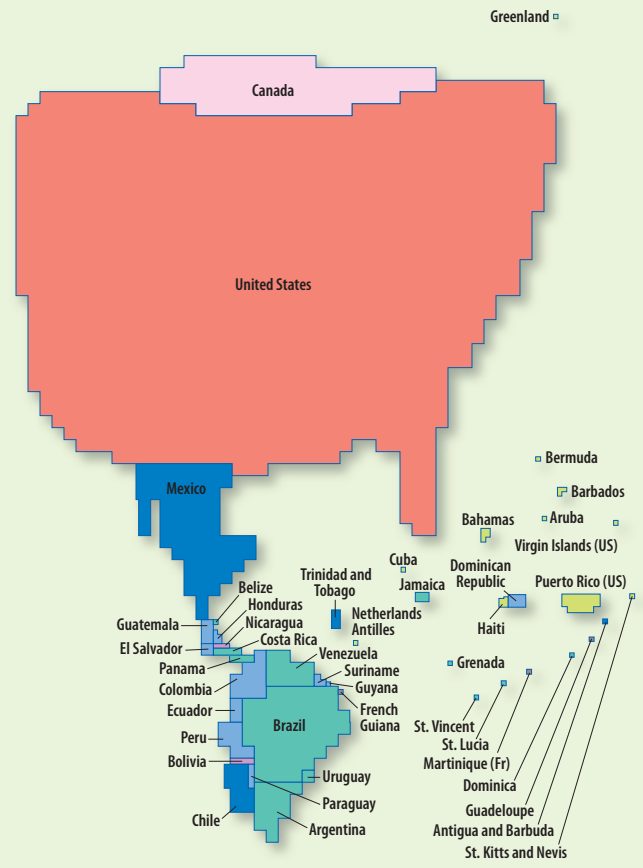 Greenland
Canada
United States
Bermuda
Mexico
Barbados
Bahamas
Aruba
Virgin Islands (US)
Cuba
Dominican
Republic
Puerto Rico (US)
Belize
Trinidad and
Tobago
Jamaica
Honduras
Guatemala
Nicaragua
Netherlands
Antilles
Haiti
El Salvador
Costa Rica
Venezuela
Panama
Suriname
Grenada
Colombia
Guyana
Ecuador
French
Guiana
Brazil
St. Vincent
Peru
St. Lucia
Martinique (Fr)
Bolivia
Uruguay
Dominica
Paraguay
Guadeloupe
Chile
Argentina
Antigua and Barbuda
St. Kitts and Nevis